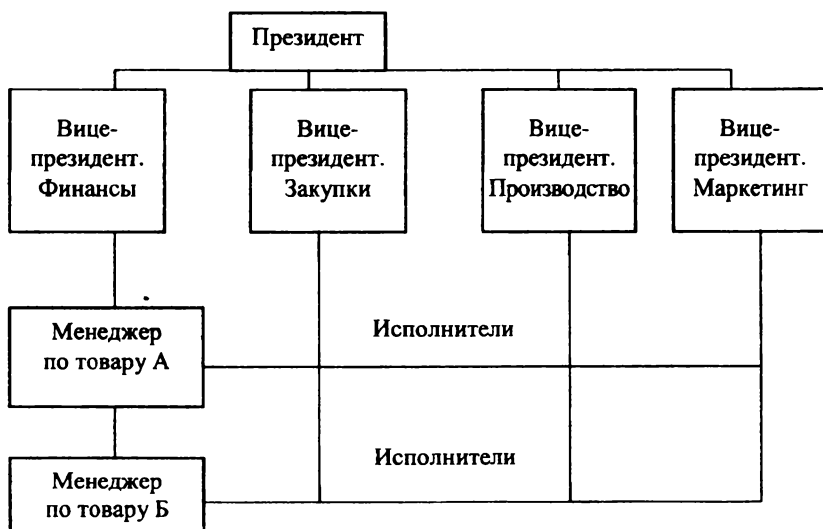 Президент
Вице-
президент.
Финансы
Вице-
президент.
Закупки
Вице-
президент.
Производство
Вице-
президент.
Маркетинг
Менеджер
по товару А
Исполнители
Менеджер
по товару Б
Исполнители